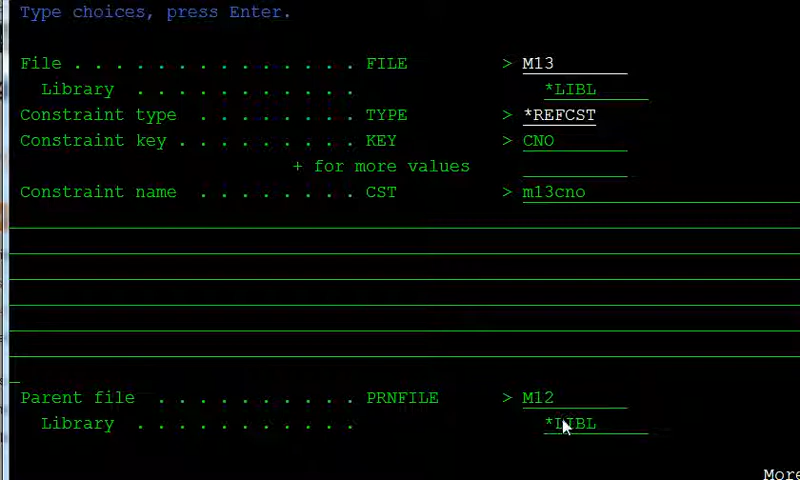 Type choices, press Enter.
File . . . . . . . . . . . . . . FILE > M13
Library . . . . . . . . . . . *LIBL
Constraint type . . . . . . . . TYPE > *REFCST
Constraint key . . . . . . . . . KEY > CNO
+ for more values
Constraint name . . . . . . . . CST > m13cno
Parent file . . . . . . . . . . PRNFILE > M12
Library . . . . . . . . . . . *LIBL
More